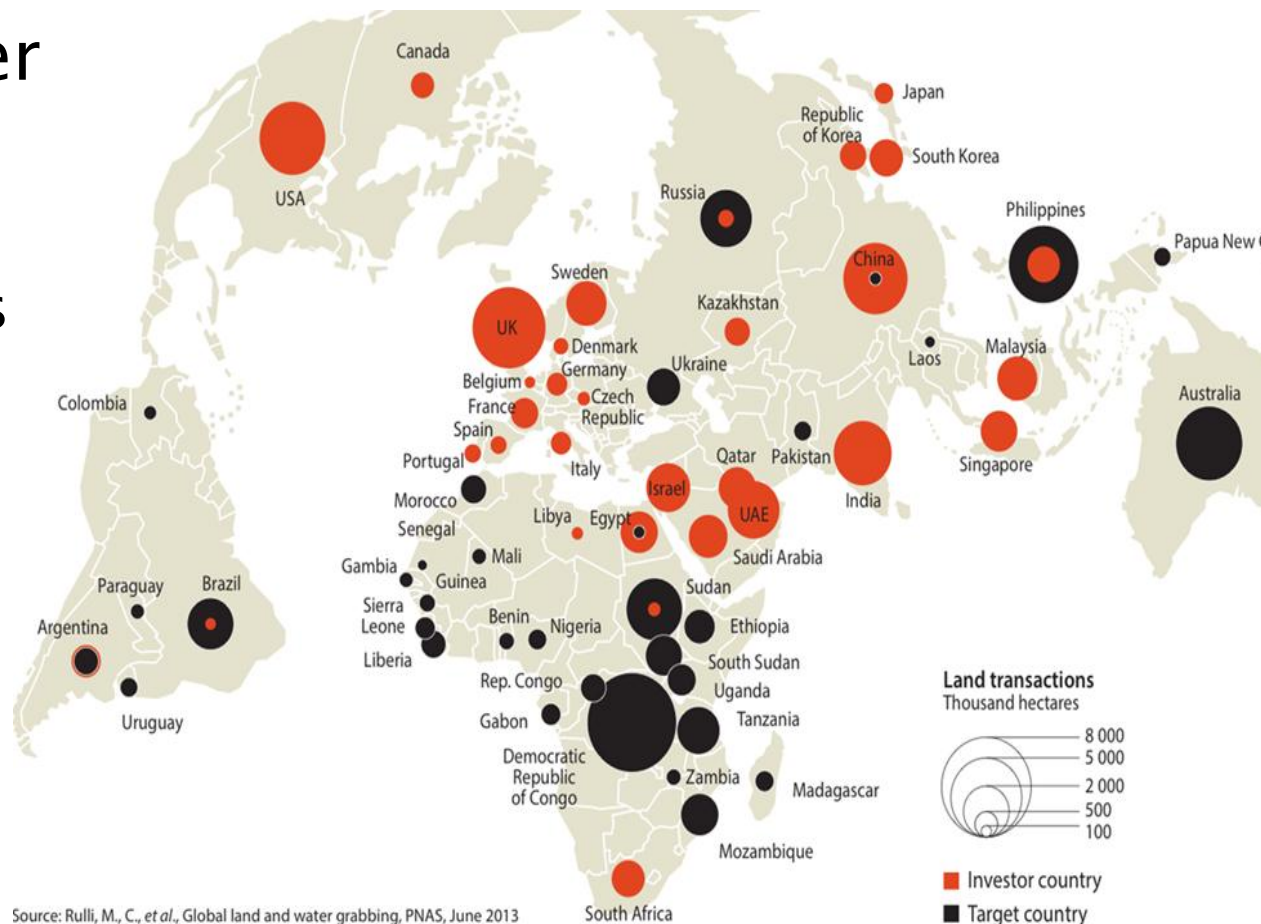 er
s
Canada
USA
Japan
Republic
of Korea
South Korea
Russia
Philippines
Papua New
China
Sweden
Kazakhstan
UK
Denmark
Ukraine
Laos
Malaysia
Belgium
Germany
Australia
Colombia
France
Czech
Republic
Spain
Qatar
Pakistan
Singapore
Portugal
Italy
Israel
India
Morocco
UAE
Senegal
Libya
Egypt
Mali
Saudi Arabia
Gambia
Guinea
Sudan
Paraguay
Brazil
Sierra
Leone
Benin
Nigeria
Ethiopia
Argentina
Liberia
South Sudan
Rep. Congo
Uganda
Uruguay
Gabon
Tanzania
Democratic
Republic
of Congo
Zambia
Madagascar
Mozambique
South Africa
Land transactions
Thousand hectares
8 000
5 000
2 000
500
100
Investor country
Target country
Source: Rulli, M., C., et al., Global land and water grabbing, PNAS, June 2013